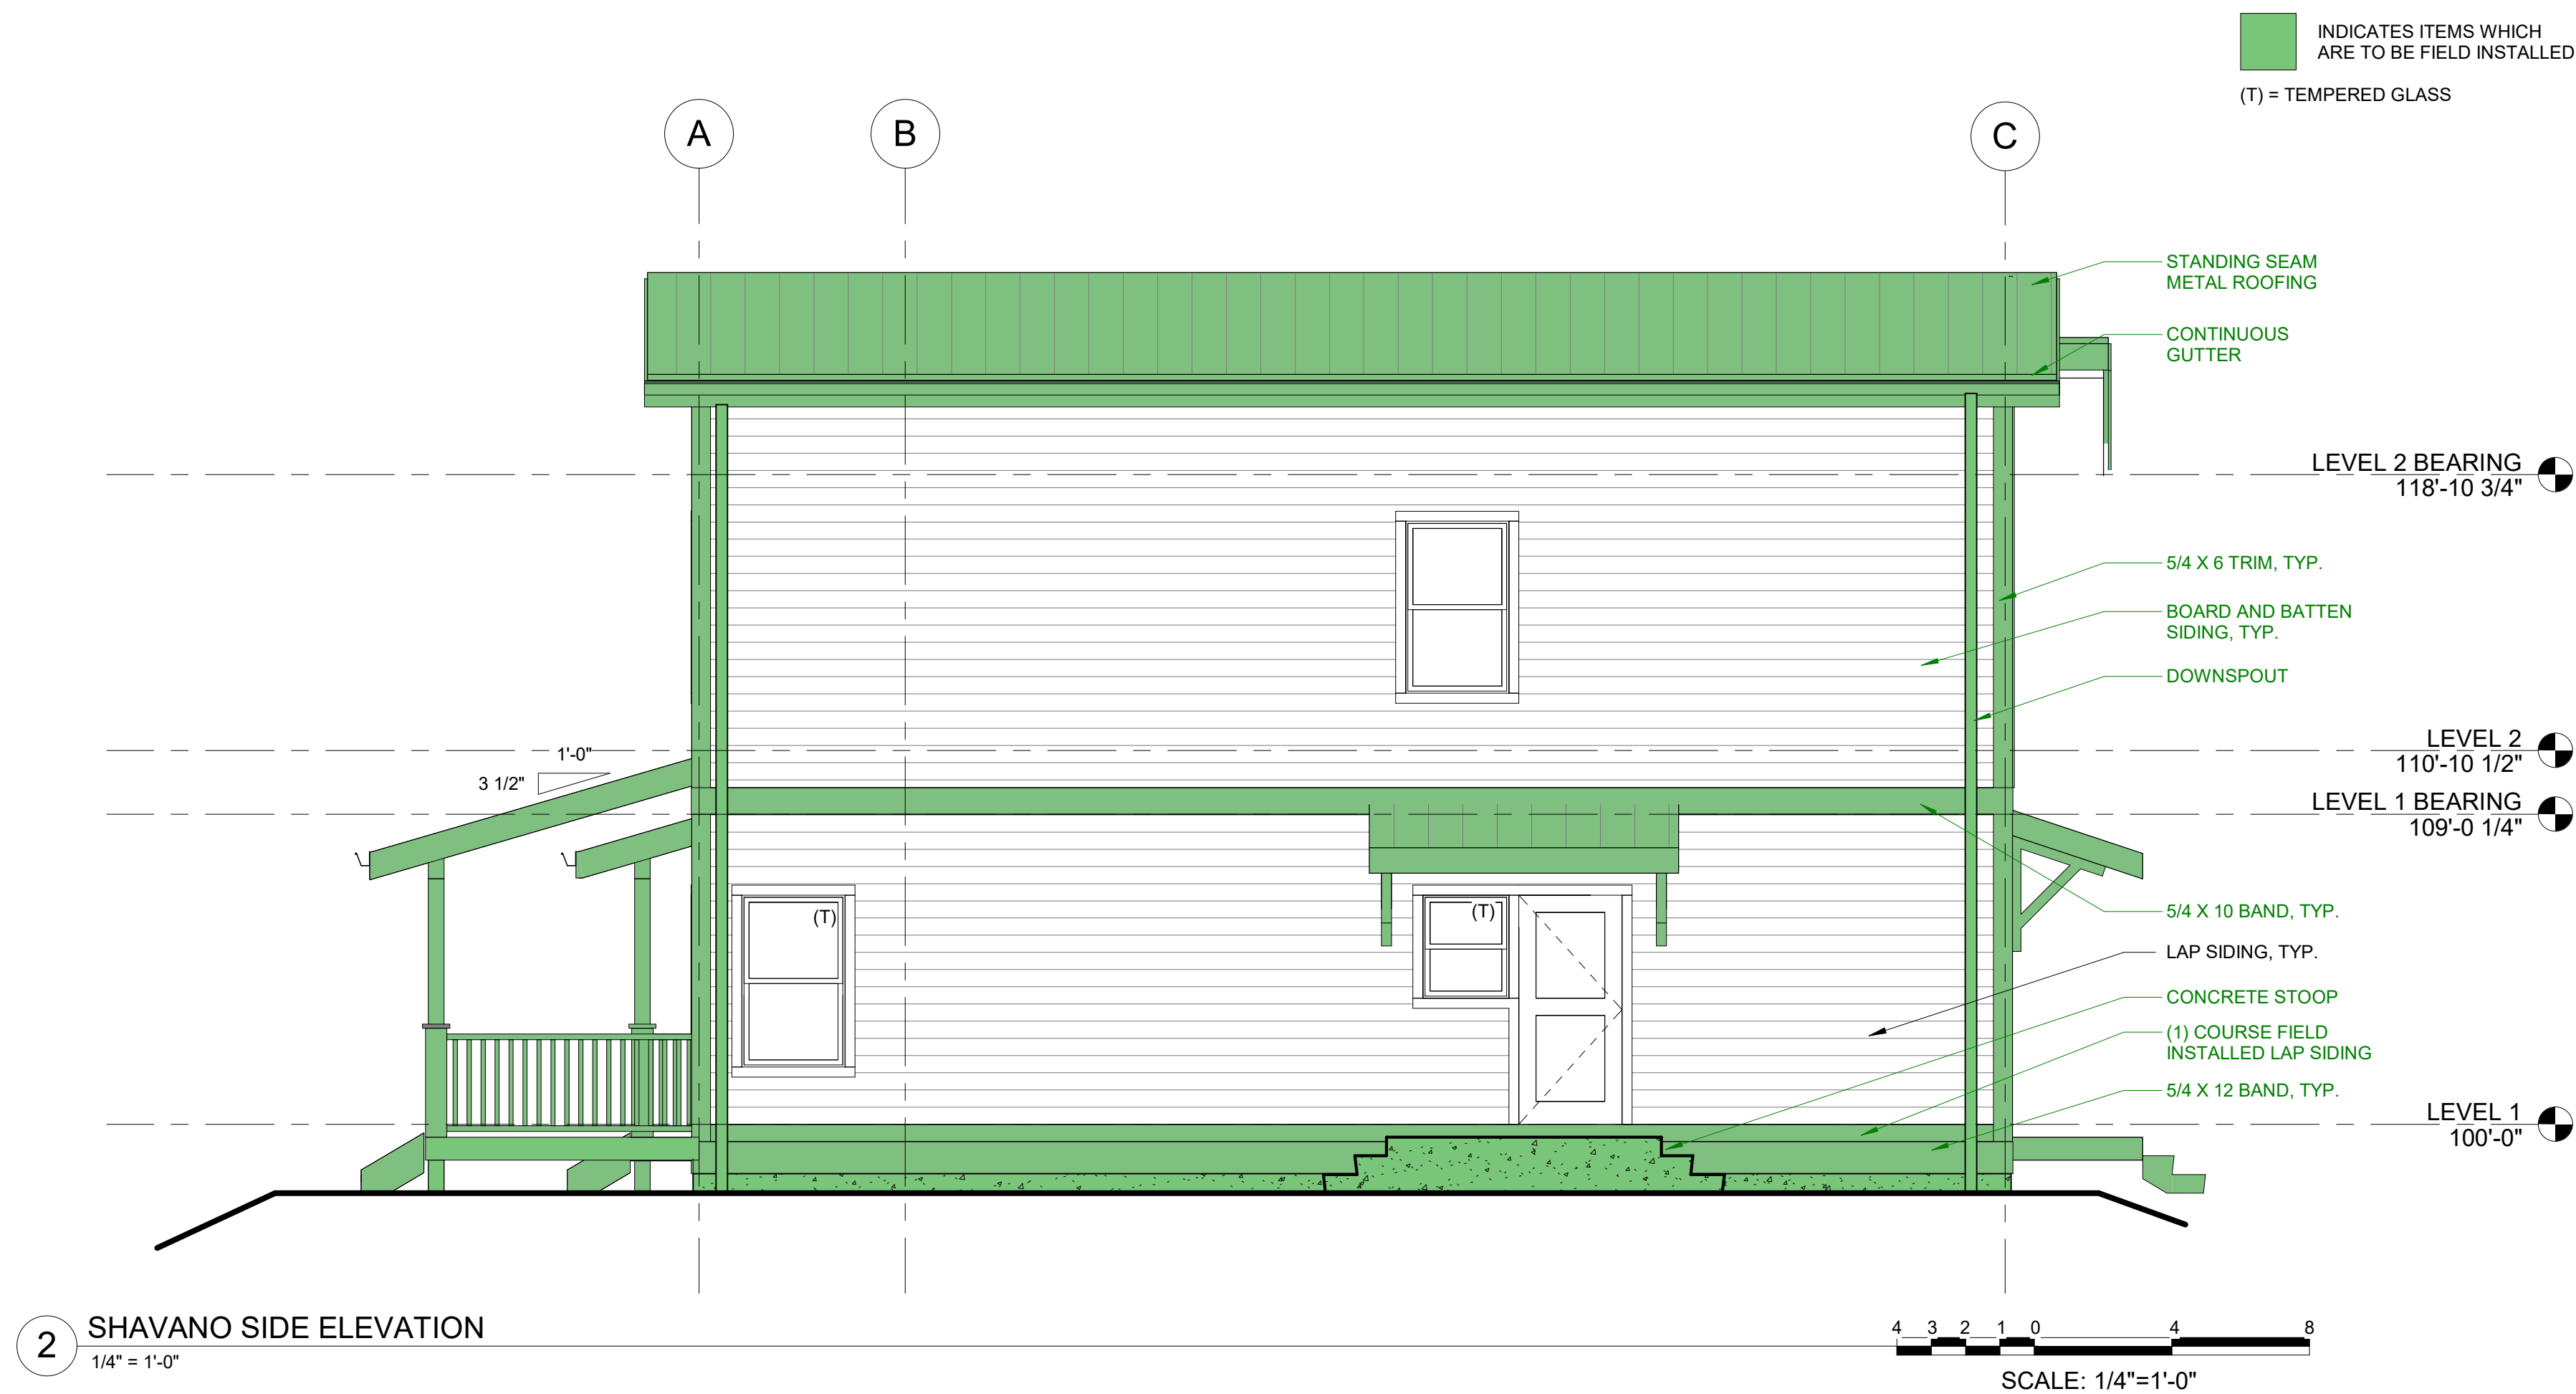 INDICATES ITEMS WHICH
ARE TO BE FIELD INSTALLED
(T) = TEMPERED GLASS
A
B
C
STANDING SEAM
METAL ROOFING
CONTINUOUS
GUTTER
LEVEL 2 BEARING
118'-10 3/4"
5/4 X 6 TRIM, TYP.
BOARD AND BATTEN
SIDING, TYP.
DOWNSPOUT
LEVEL 2
110'-10 1/2"
1'-0"
3 1/2"
LEVEL 1 BEARING
109'-0 1/4"
(T)
(T)
5/4 X 10 BAND, TYP.
LAP SIDING, TYP.
CONCRETE STOOP
(1) COURSE FIELD
INSTALLED LAP SIDING
5/4 X 12 BAND, TYP.
LEVEL 1
100'-0"
2
SHAVANO SIDE ELEVATION
1/4" = 1'-0"
4 3 2 1 0 4 8
SCALE: 1/4"=1'-0"